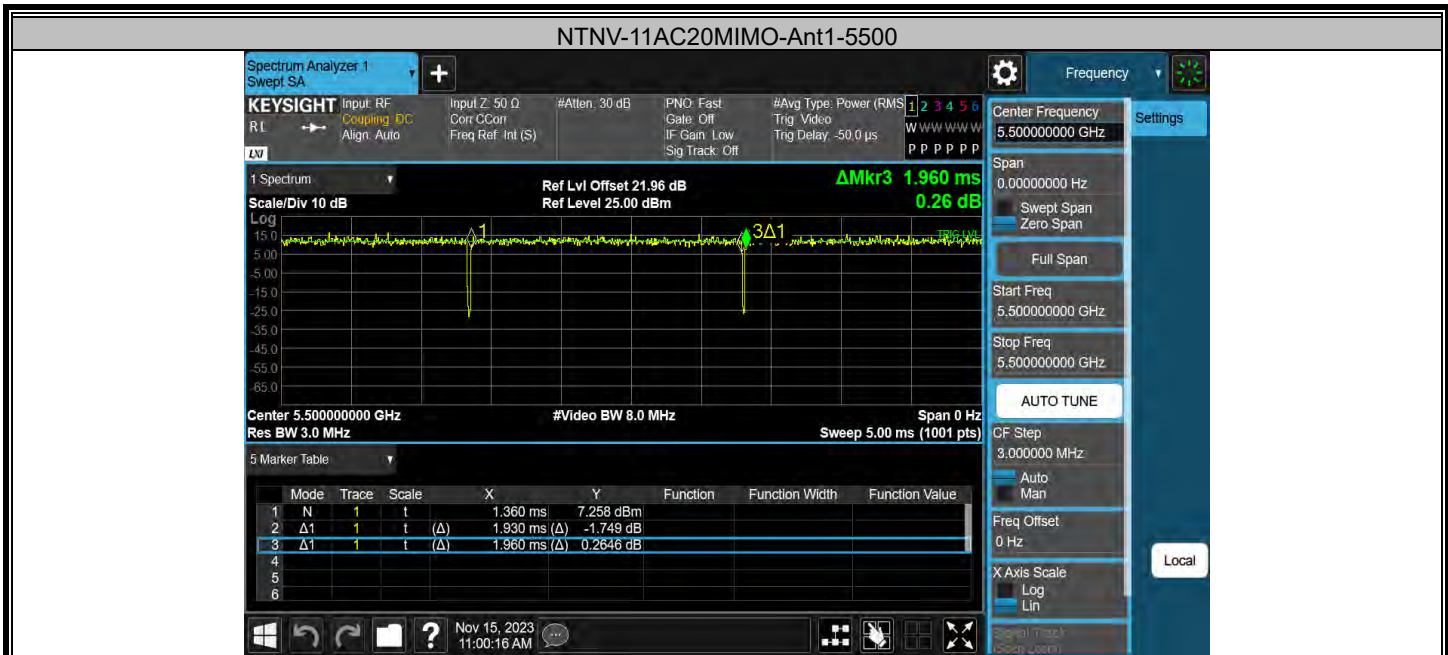 NTNV-11AC20MIMO-Ant1-5500
Spectrum Analyzer 1
Swept SA
Frequency
KEYSIGHT
RL
LXI
Input: RF
Coupling: DC
Align: Auto
Input Z: 50 Ω
Corr CCorr
Freq Ref: Int (S)
#Atten: 30 dB
PNO: Fast
Gate: Off
IF Gain: Low
Sig Track: Off
#Avg Type: Power (RMS
Trig: Video
Trig Delay: -50.0 µs
1 2 3 4 5 6
W W W W W W
P P P P P P
1 Spectrum
Scale/Div 10 dB
Ref Lvl Offset 21.96 dB
Ref Level 25.00 dBm
ΔMkr3 1.960 ms
0.26 dB
Log
15.0
5.00
-5.00
-15.0
-25.0
-35.0
-45.0
-55.0
-65.0
1
3Δ1
TRIG LVL
Center 5.500000000 GHz
#Video BW 8.0 MHz
Span 0 Hz
Res BW 3.0 MHz
Sweep 5.00 ms (1001 pts)
5 Marker Table
Mode Trace Scale X Y Function Function Width Function Value
1 N 1 t 1.360 ms 7.258 dBm
2 Δ1 1 t (Δ) 1.930 ms (Δ) -1.749 dB
3 Δ1 1 t (Δ) 1.960 ms (Δ) 0.2646 dB
4
5
6
Nov 15, 2023
11:00:16 AM
Center Frequency
5.500000000 GHz
Settings
Span
0.00000000 Hz
Swept Span
Zero Span
Full Span
Start Freq
5.500000000 GHz
Stop Freq
5.500000000 GHz
AUTO TUNE
CF Step
3.000000 MHz
Auto
Man
Freq Offset
0 Hz
X Axis Scale
Log
Lin
Local
Signal Track
(Span Zoom)